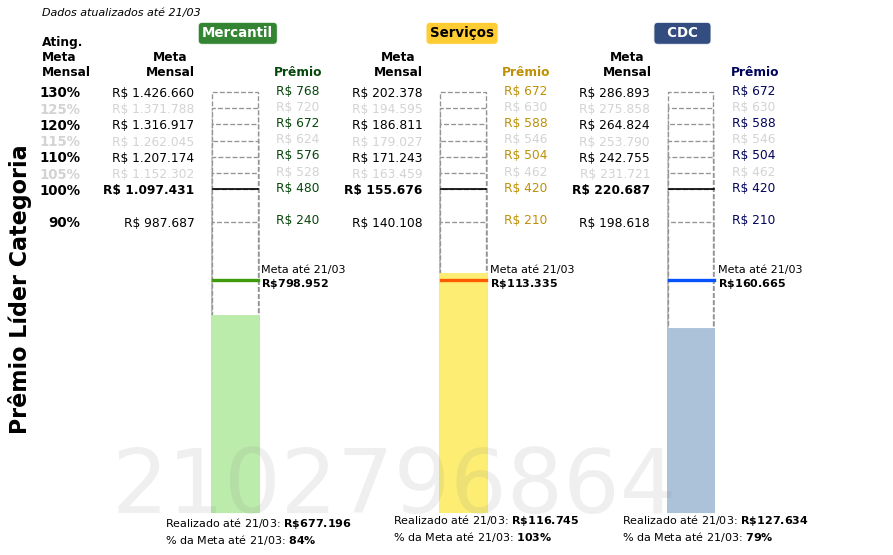 Dados atualizados até 21/03
Mercantil Serviços CDC
Ating. Meta Mensal
Meta Mensal Prêmio Meta Mensal Prêmio Meta Mensal Prêmio
130% R$ 1.426.660 R$ 768 R$ 202.378 R$ 672 R$ 286.893 R$ 672
125% R$ 1.371.788 R$ 720 R$ 194.595 R$ 630 R$ 275.858 R$ 630
120% R$ 1.316.917 R$ 672 R$ 186.811 R$ 588 R$ 264.824 R$ 588
115% R$ 1.262.045 R$ 624 R$ 179.027 R$ 546 R$ 253.790 R$ 546
110% R$ 1.207.174 R$ 576 R$ 171.243 R$ 504 R$ 242.755 R$ 504
105% R$ 1.152.302 R$ 528 R$ 163.459 R$ 462 R$ 231.721 R$ 462
100% R$ 1.097.431 R$ 480 R$ 155.676 R$ 420 R$ 220.687 R$ 420
90% R$ 987.687 R$ 240 R$ 140.108 R$ 210 R$ 198.618 R$ 210
Meta até 21/03 Meta até 21/03 Meta até 21/03
R$798.952 R$113.335 R$160.665
Prêmio Líder Categoria
2102796864
Realizado até 21/03: R$677.196 Realizado até 21/03: R$116.745 Realizado até 21/03: R$127.634
% da Meta até 21/03: 84% % da Meta até 21/03: 103% % da Meta até 21/03: 79%